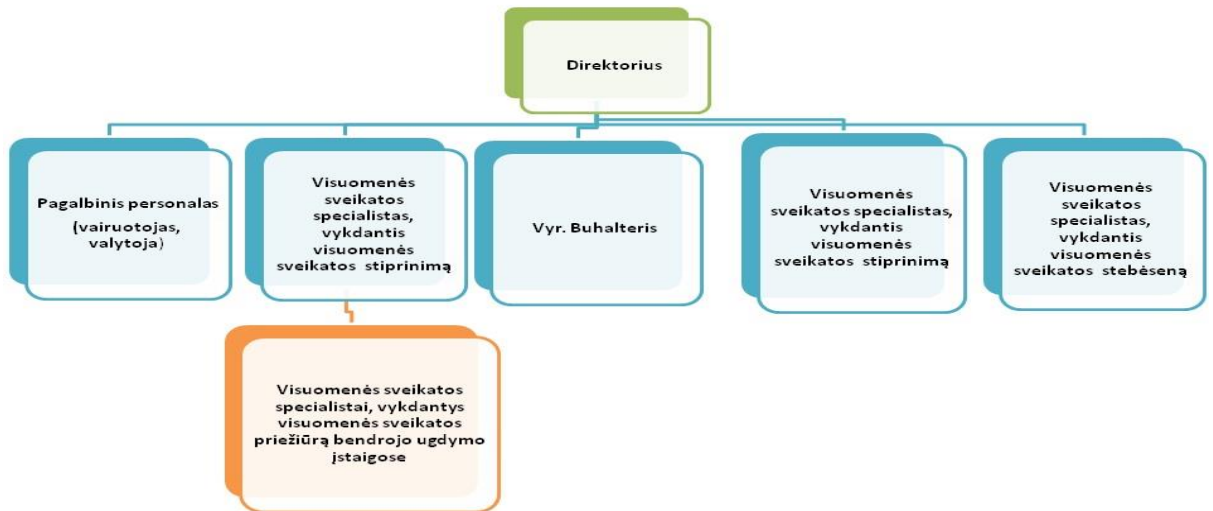 Direktorius
Pagalbinis personalas
(vairuotojas,
valytoja)
Visuomenės
sveikatos
specialistas,
vykdantis
visuomenės
sveikatos stiprinimą
Vyr. Buhalteris
Visuomenės
sveikatos specialistas,
vykdantis
visuomenės
sveikatos stiprinimą
Visuomenės
sveikatos
specialistas,
vykdantis
visuomenės
sveikatos stebėseną
Visuomenės sveikatos
specialistai, vykdantys
visuomenės sveikatos
priežiūrą bendrojo ugdymo
įstaigose